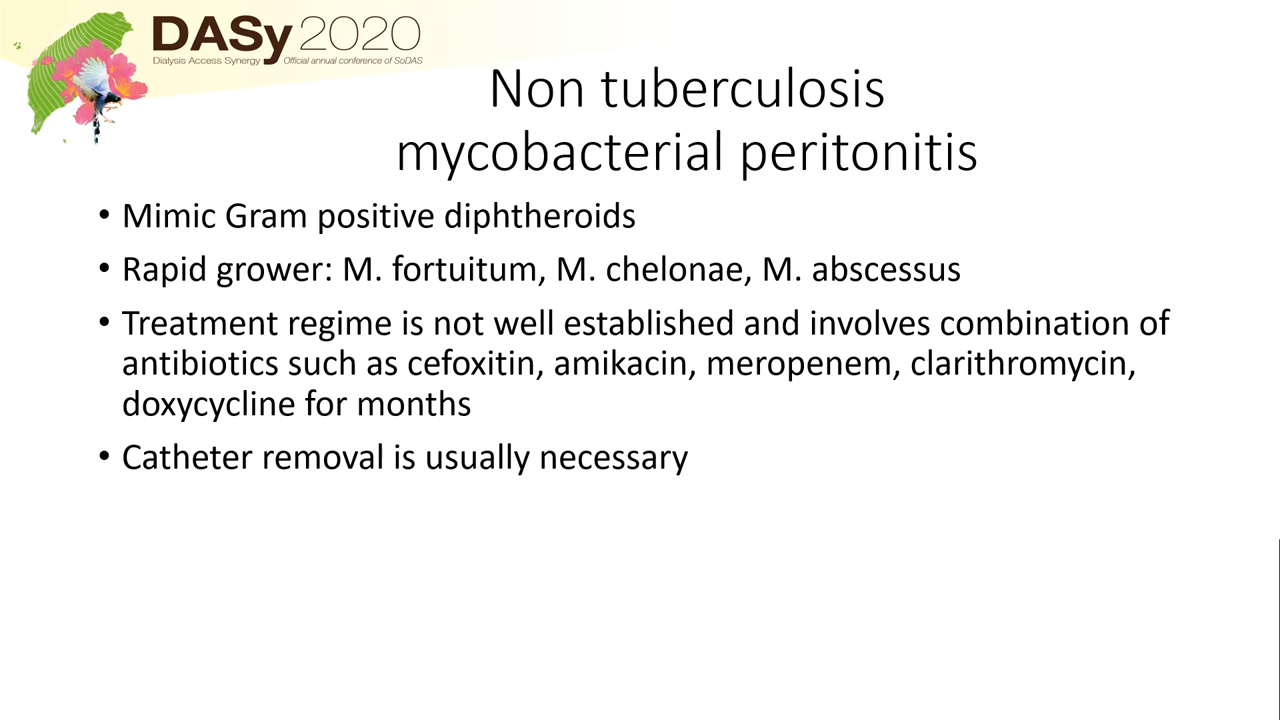 DASy 2020
Dialysis Access Synergy Official annual conference of SoDAS
Non tuberculosis
mycobacterial peritonitis
• Mimic Gram positive diphtheroids
• Rapid grower: M. fortuitum, M. chelonae, M. abscessus
• Treatment regime is not well established and involves combination of
antibiotics such as cefoxitin, amikacin, meropenem, clarithromycin,
doxycycline for months
• Catheter removal is usually necessary